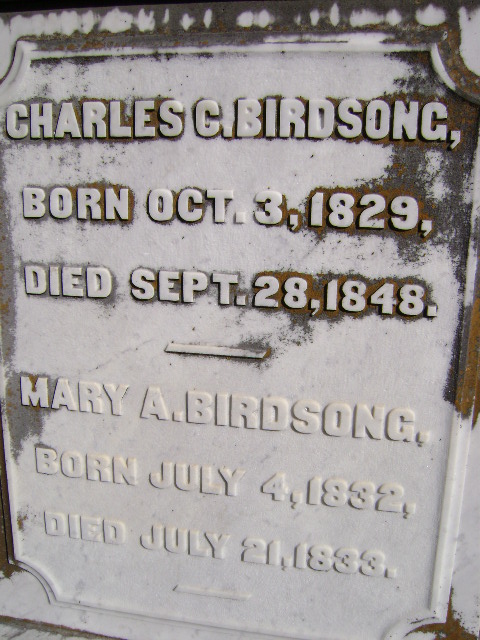 CHARLES C. BIRDSONG,
BORN OCT. 3, 1829,
DIED SEPT. 28, 1848.
MARY A. BIRDSONG,
BORN JULY 4, 1832,
DIED JULY 21, 1833.